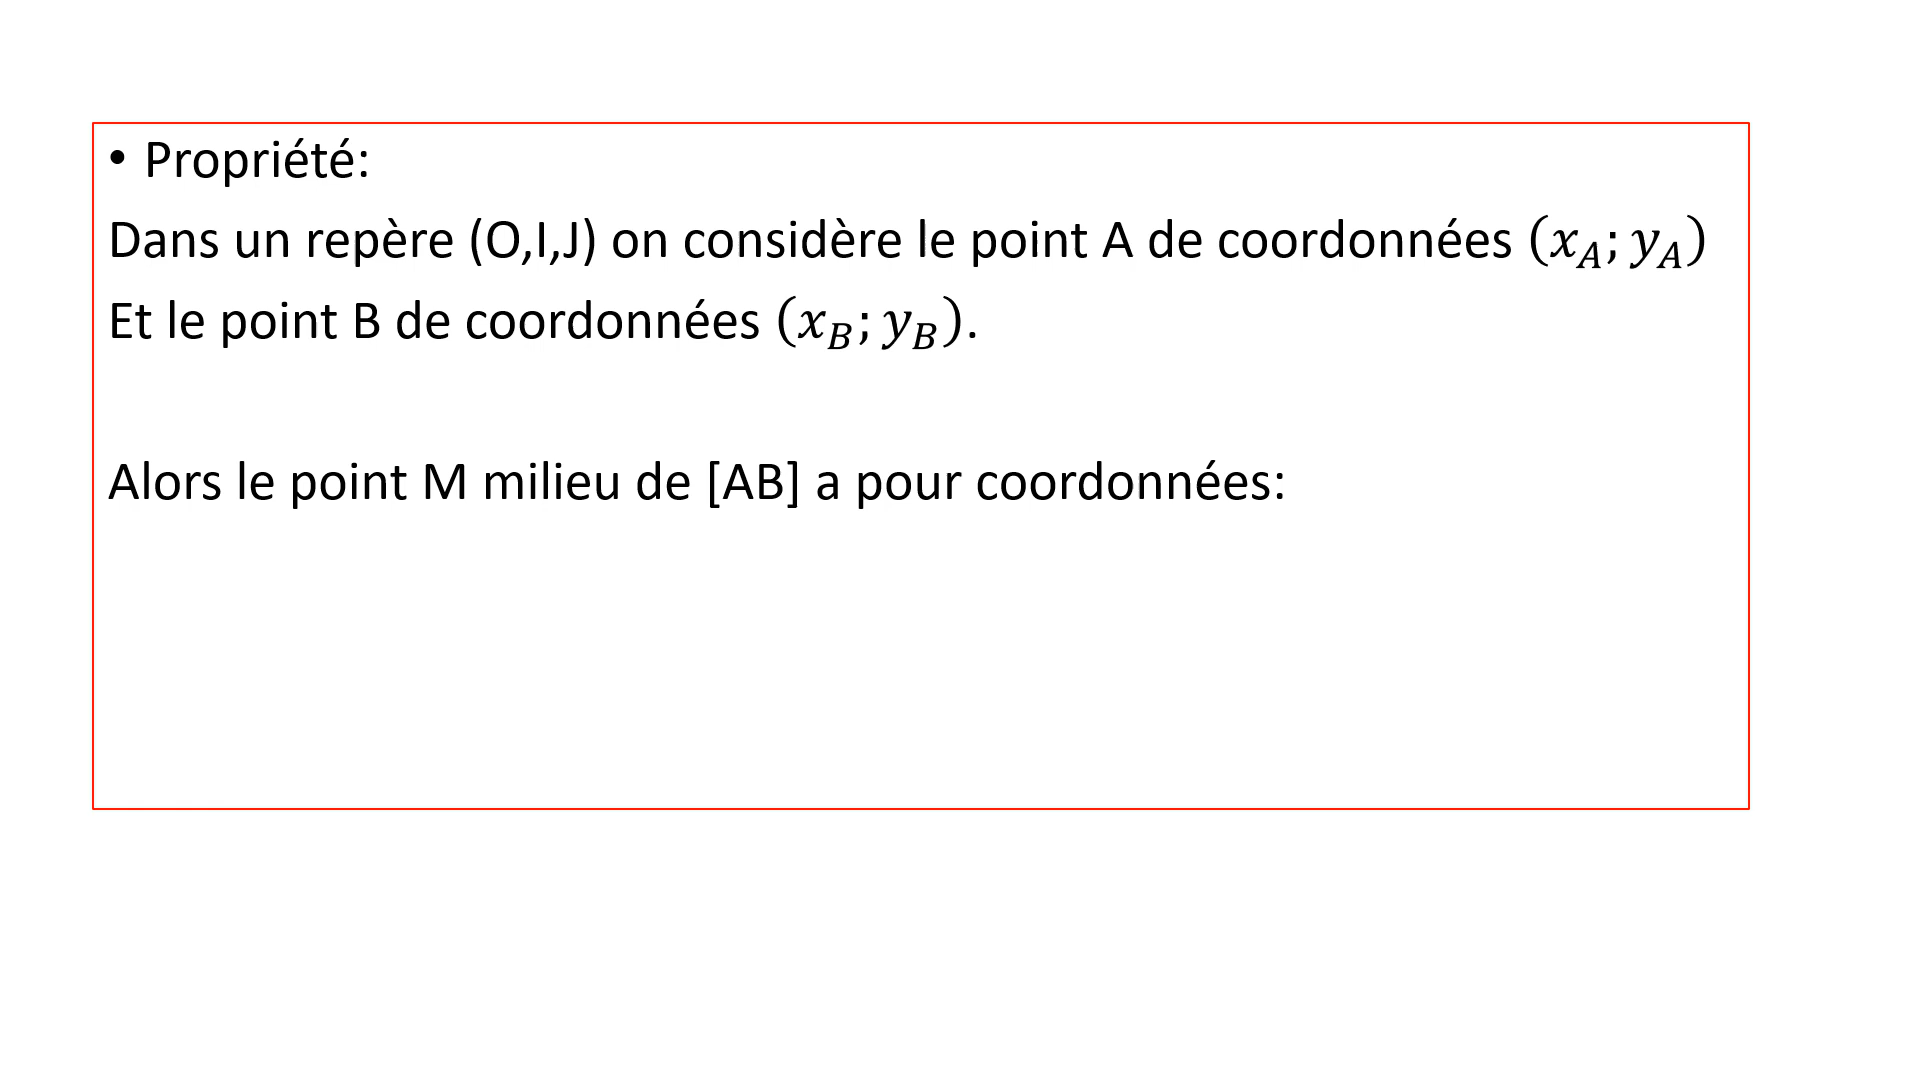 • Propriété:
Dans un repère (O,I,J) on considère le point A de coordonnées (x_A; y_A)
Et le point B de coordonnées (x_B; y_B).
Alors le point M milieu de [AB] a pour coordonnées: